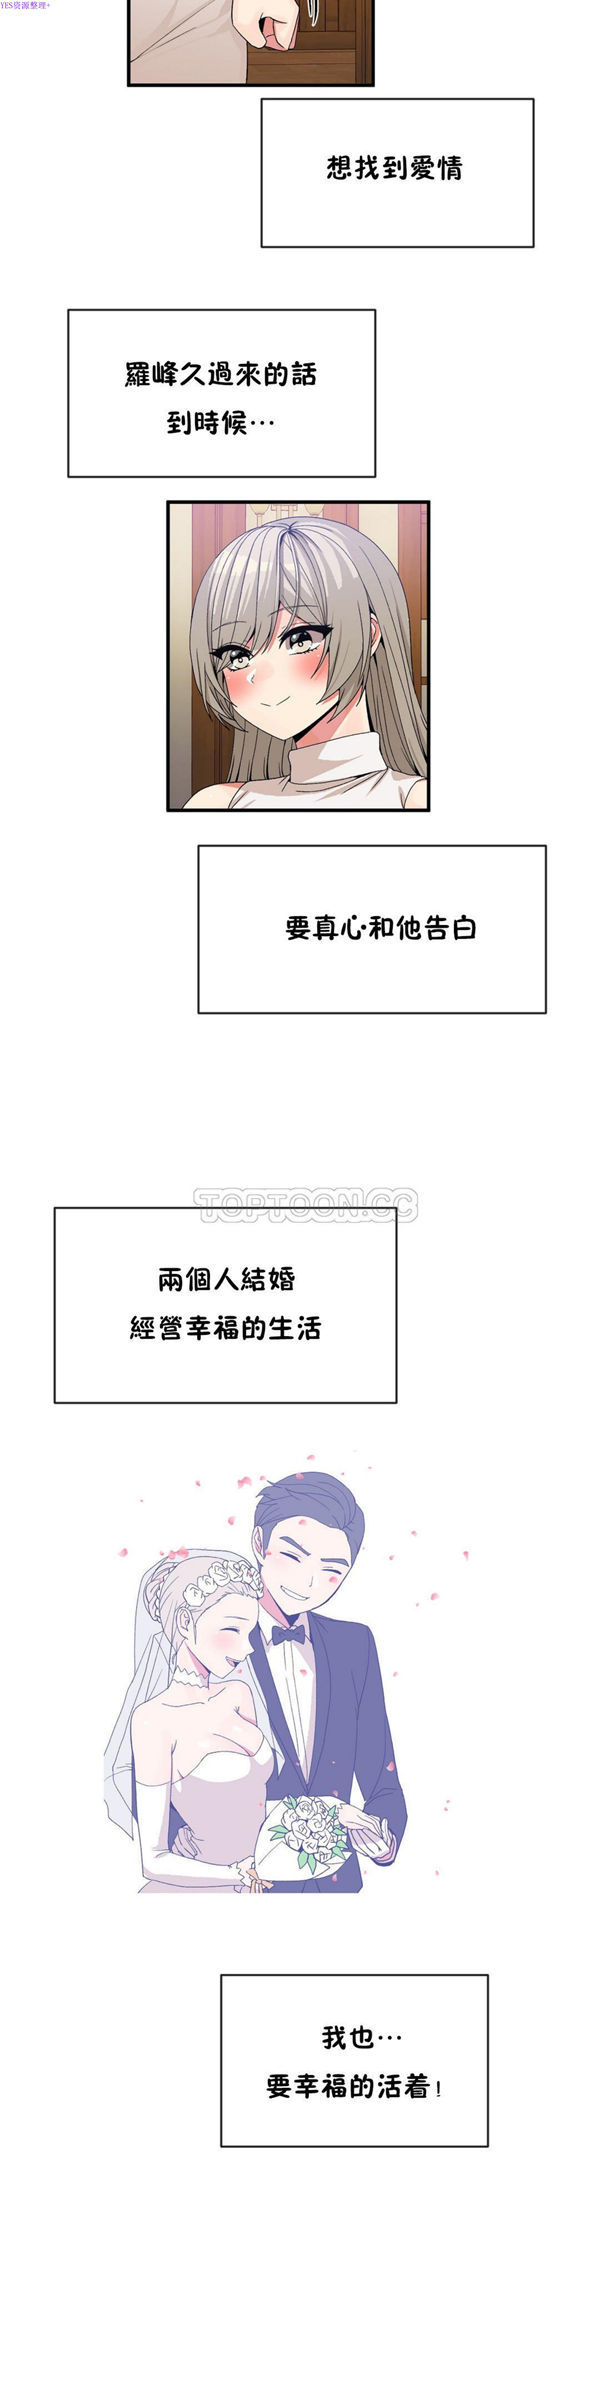 YES资源整理+
想找到愛情
羅峰久過來的話
到時候…
要真心和他告白
TOPTOON.CC
兩個人結婚
經營幸福的生活
我也…
要幸福的活着!